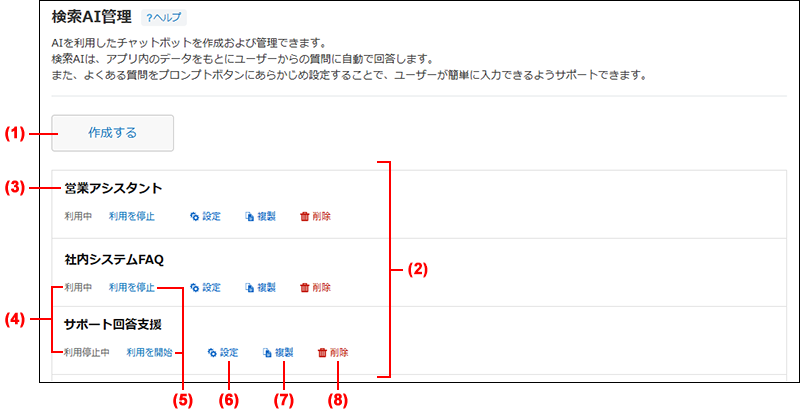 検索AI管理 ?ヘルプ
AIを利用したチャットボットを作成および管理できます。
検索AIは、アプリ内のデータをもとにユーザーからの質問に自動で回答します。
また、よくある質問をプロンプトボタンにあらかじめ設定することで、ユーザーが簡単に入力できるようサポートできます。
(1) 作成する
(3) 営業アシスタント
利用中 利用を停止 設定 複製 削除
(2)
社内システムFAQ
利用中 利用を停止 設定 複製 削除
(4)
サポート回答支援
利用停止中 利用を開始 設定 複製 削除
(5) (6) (7) (8)